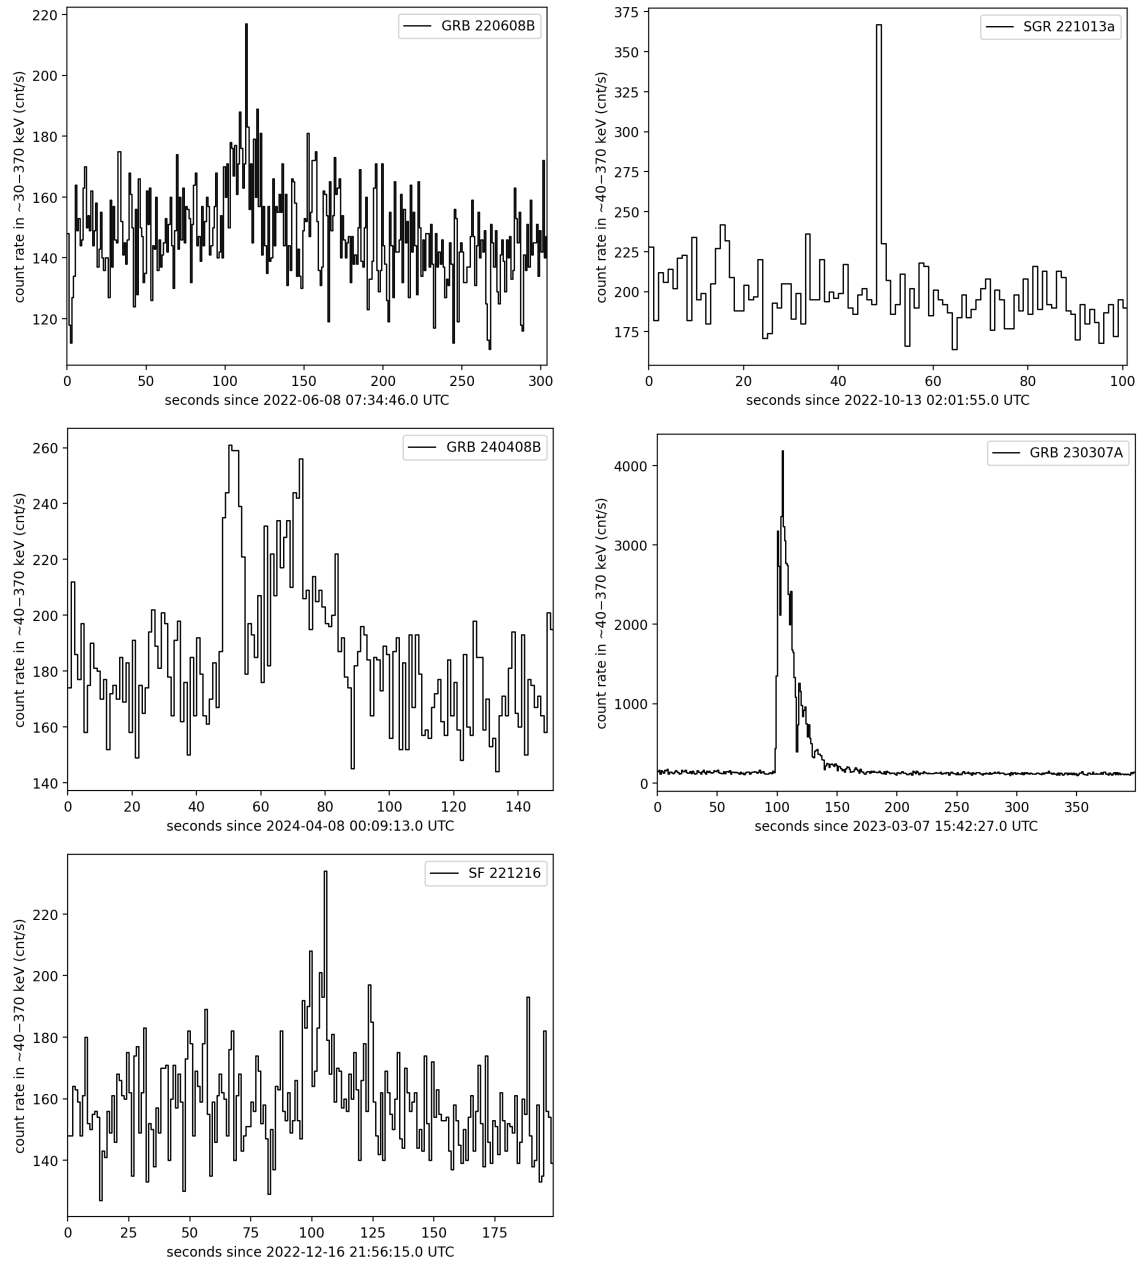 GRB 220608B
count rate in ~30−370 keV (cnt/s)
220
200
180
160
140
120
0 50 100 150 200 250 300
seconds since 2022-06-08 07:34:46.0 UTC
SGR 221013a
count rate in ~40−370 keV (cnt/s)
375
350
325
300
275
250
225
200
175
0 20 40 60 80 100
seconds since 2022-10-13 02:01:55.0 UTC
GRB 240408B
count rate in ~40−370 keV (cnt/s)
260
240
220
200
180
160
140
0 20 40 60 80 100 120 140
seconds since 2024-04-08 00:09:13.0 UTC
GRB 230307A
count rate in ~40−370 keV (cnt/s)
4000
3000
2000
1000
0
0 50 100 150 200 250 300 350
seconds since 2023-03-07 15:42:27.0 UTC
SF 221216
count rate in ~40−370 keV (cnt/s)
220
200
180
160
140
0 25 50 75 100 125 150 175
seconds since 2022-12-16 21:56:15.0 UTC